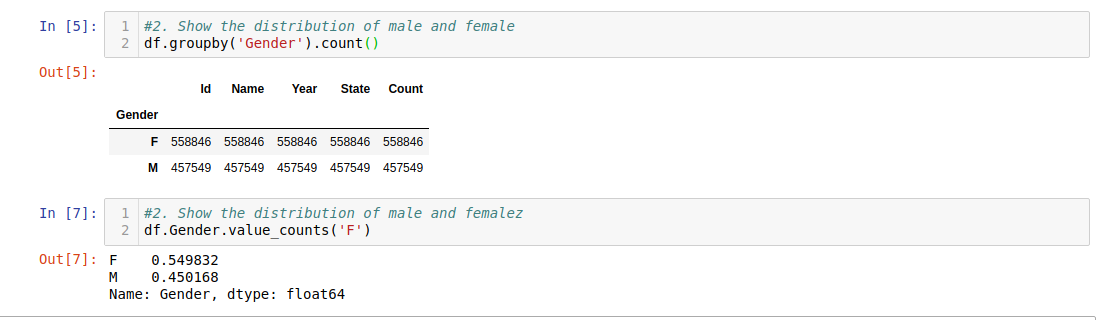 In [5]: 1 #2. Show the distribution of male and female
2 df.groupby('Gender').count()
Out[5]:
Id Name Year State Count
Gender
F 558846 558846 558846 558846 558846
M 457549 457549 457549 457549 457549
In [7]: 1 #2. Show the distribution of male and femalez
2 df.Gender.value_counts('F')
Out[7]: F 0.549832
M 0.450168
Name: Gender, dtype: float64